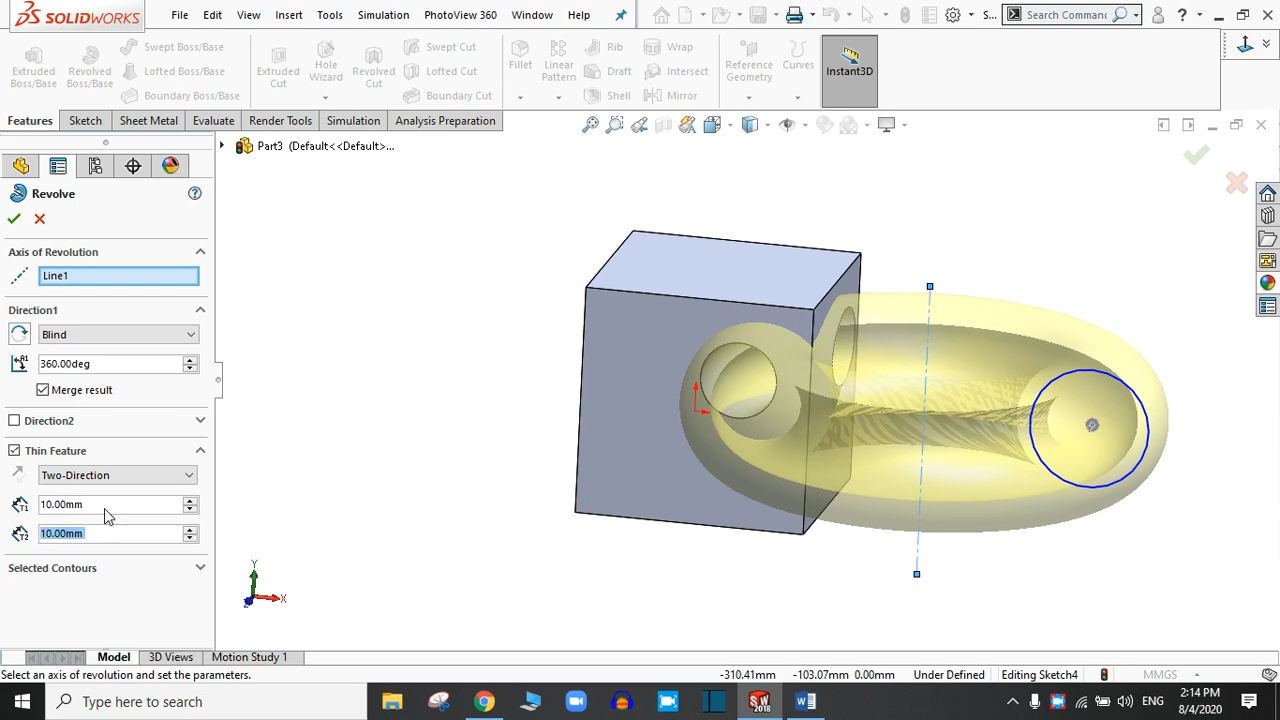 SOLIDWORKS File Edit View Insert Tools Simulation PhotoView 360 Window Help S... Search Comman
Extruded Boss/Base Revolved Boss/Base Swept Boss/Base Extruded Cut Hole Wizard Revolved Cut Swept Cut Fillet Linear Pattern Rib Wrap Reference Geometry Curves Instant3D
Lofted Boss/Base Lofted Cut Draft Intersect
Boundary Boss/Base Boundary Cut Shell Mirror
Features Sketch Sheet Metal Evaluate Render Tools Simulation Analysis Preparation
Part3 (Default<<Default>...
Revolve
Axis of Revolution
Line1
Direction1
Blind
A1 360.00deg
Merge result
Direction2
Thin Feature
Two-Direction
T1 10.00mm
T2 10.00mm
Selected Contours
Y
X
Z
Model 3D Views Motion Study 1
Select an axis of revolution and set the parameters. -310.41mm -103.07mm 0.00mm Under Defined Editing Sketch4 MMGS
Type here to search SW 2018 ENG 2:14 PM
8/4/2020